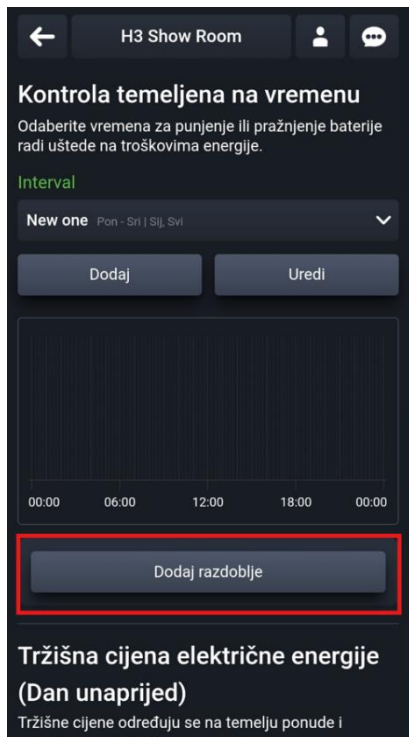 H3 Show Room
Kontrola temeljena na vremenu
Odaberite vremena za punjenje ili pražnjenje baterije
radi uštede na troškovima energije.
Interval
New one Pon - Sri | Sij, Svi
Dodaj Uredi
00:00 06:00 12:00 18:00 00:00
Dodaj razdoblje
Tržišna cijena električne energije
(Dan unaprijed)
Tržišne cijene određuju se na temelju ponude i